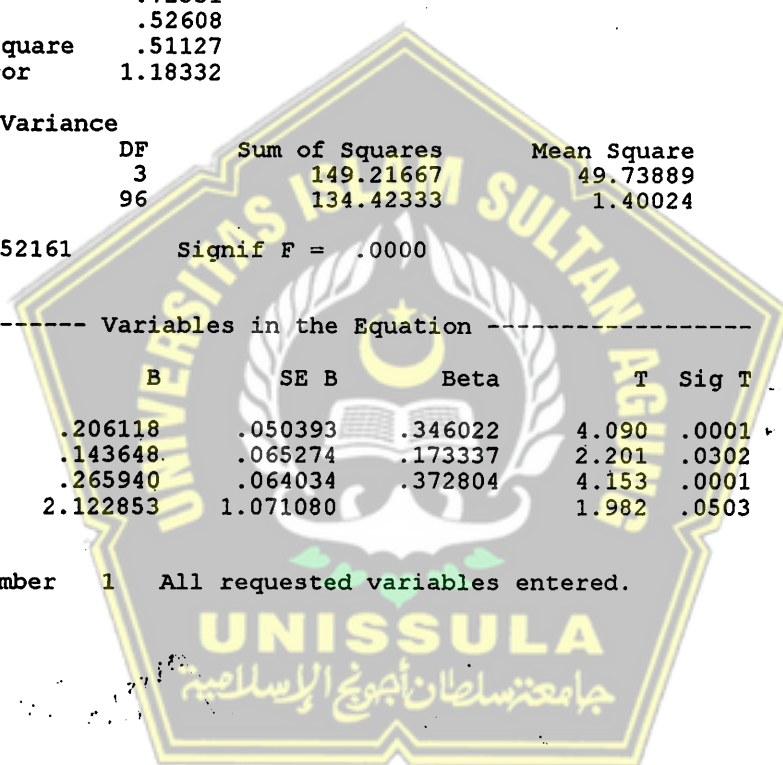 .52608
quare .51127
or 1.18332
Variance
DF Sum of Squares Mean Square
3 149.21667 49.73889
96 134.42333 1.40024
52161 Signif F = .0000
------ Variables in the Equation ------------------
B SE B Beta T Sig T
.206118 .050393 .346022 4.090 .0001
.143648 .065274 .173337 2.201 .0302
.265940 .064034 .372804 4.153 .0001
2.122853 1.071080 1.982 .0503
mber 1 All requested variables entered.
UNIVERSITAS ISLAM SULTAN AGUNG
UNISSULA
جامعة سلطان أجونج الإسلامية